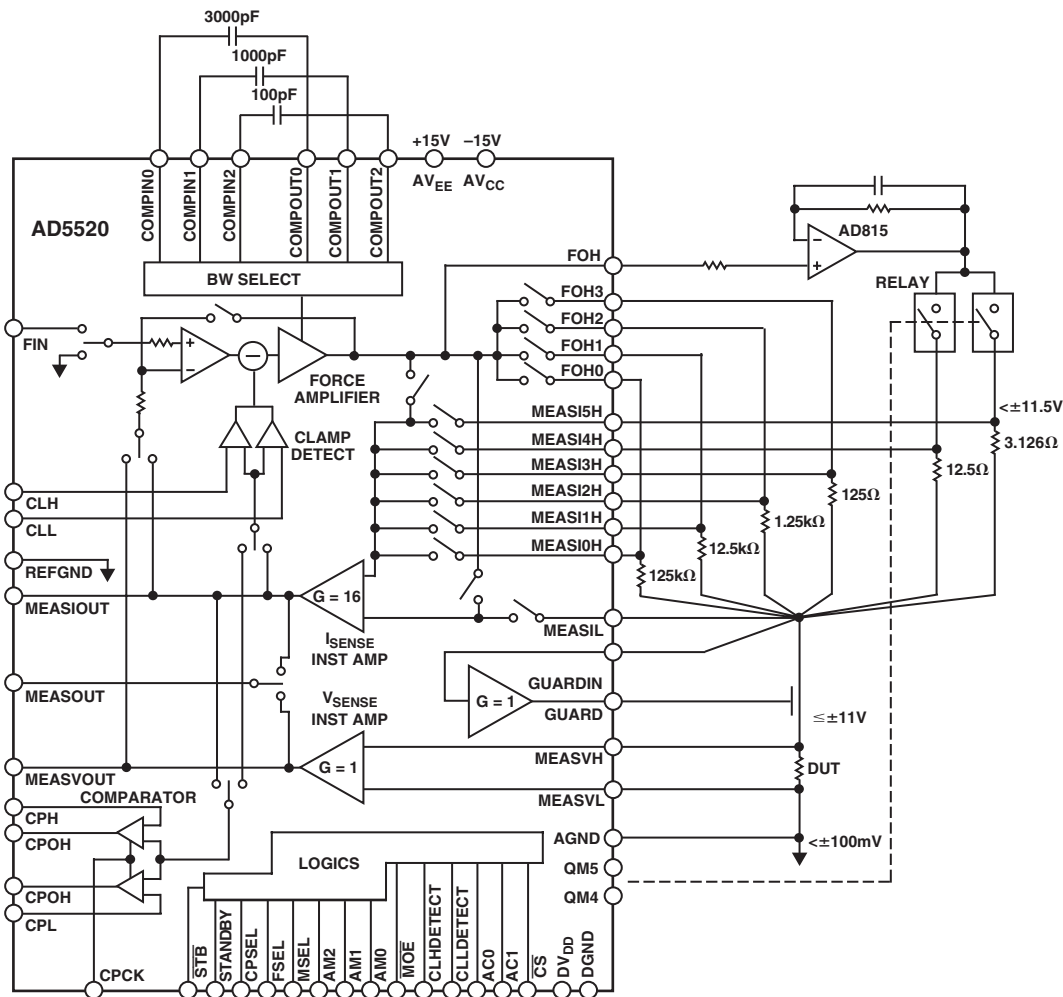 3000pF
1000pF
100pF
+15V
–15V
AVEE
AVCC
COMPIN0
COMPIN1
COMPIN2
COMPOUT0
COMPOUT1
COMPOUT2
AD5520
BW SELECT
FOH
AD815
RELAY
FOH3
FOH2
FOH1
FOH0
FIN
+
–
–
FORCE
AMPLIFIER
–
+
CLAMP
DETECT
MEASI5H
MEASI4H
MEASI3H
MEASI2H
MEASI1H
MEASI0H
<±11.5V
3.126Ω
12.5Ω
125Ω
1.25kΩ
12.5kΩ
125kΩ
CLH
CLL
REFGND
MEASIOUT
G = 16
ISENSE
INST AMP
MEASIL
MEASOUT
VSENSE
INST AMP
G = 1
GUARDIN
GUARD
≤±11V
MEASVOUT
G = 1
MEASVH
DUT
MEASVL
COMPARATOR
CPH
CPOH
CPOH
CPL
AGND
<±100mV
QM5
QM4
LOGICS
CPCK
STB
STANDBY
CPSEL
FSEL
MSEL
AM2
AM1
AM0
MOE
CLHDETECT
CLLDETECT
AC0
AC1
CS
DVDD
DGND